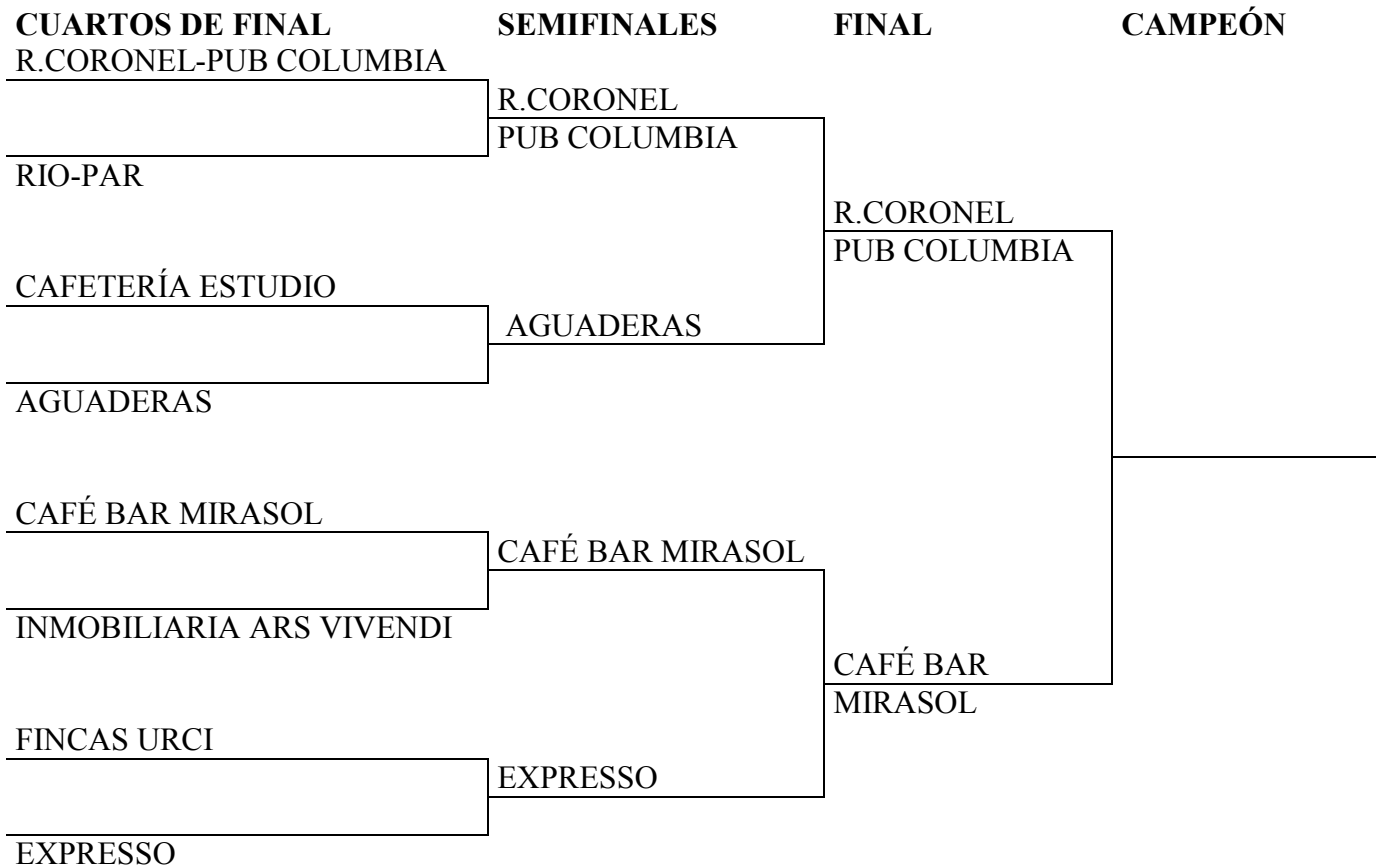 CUARTOS DE FINAL SEMIFINALES FINAL CAMPEÓN
R.CORONEL-PUB COLUMBIA
R.CORONEL
PUB COLUMBIA
RIO-PAR
R.CORONEL
PUB COLUMBIA
CAFETERÍA ESTUDIO
AGUADERAS
AGUADERAS
CAFÉ BAR MIRASOL
CAFÉ BAR MIRASOL
INMOBILIARIA ARS VIVENDI
CAFÉ BAR
MIRASOL
FINCAS URCI
EXPRESSO
EXPRESSO